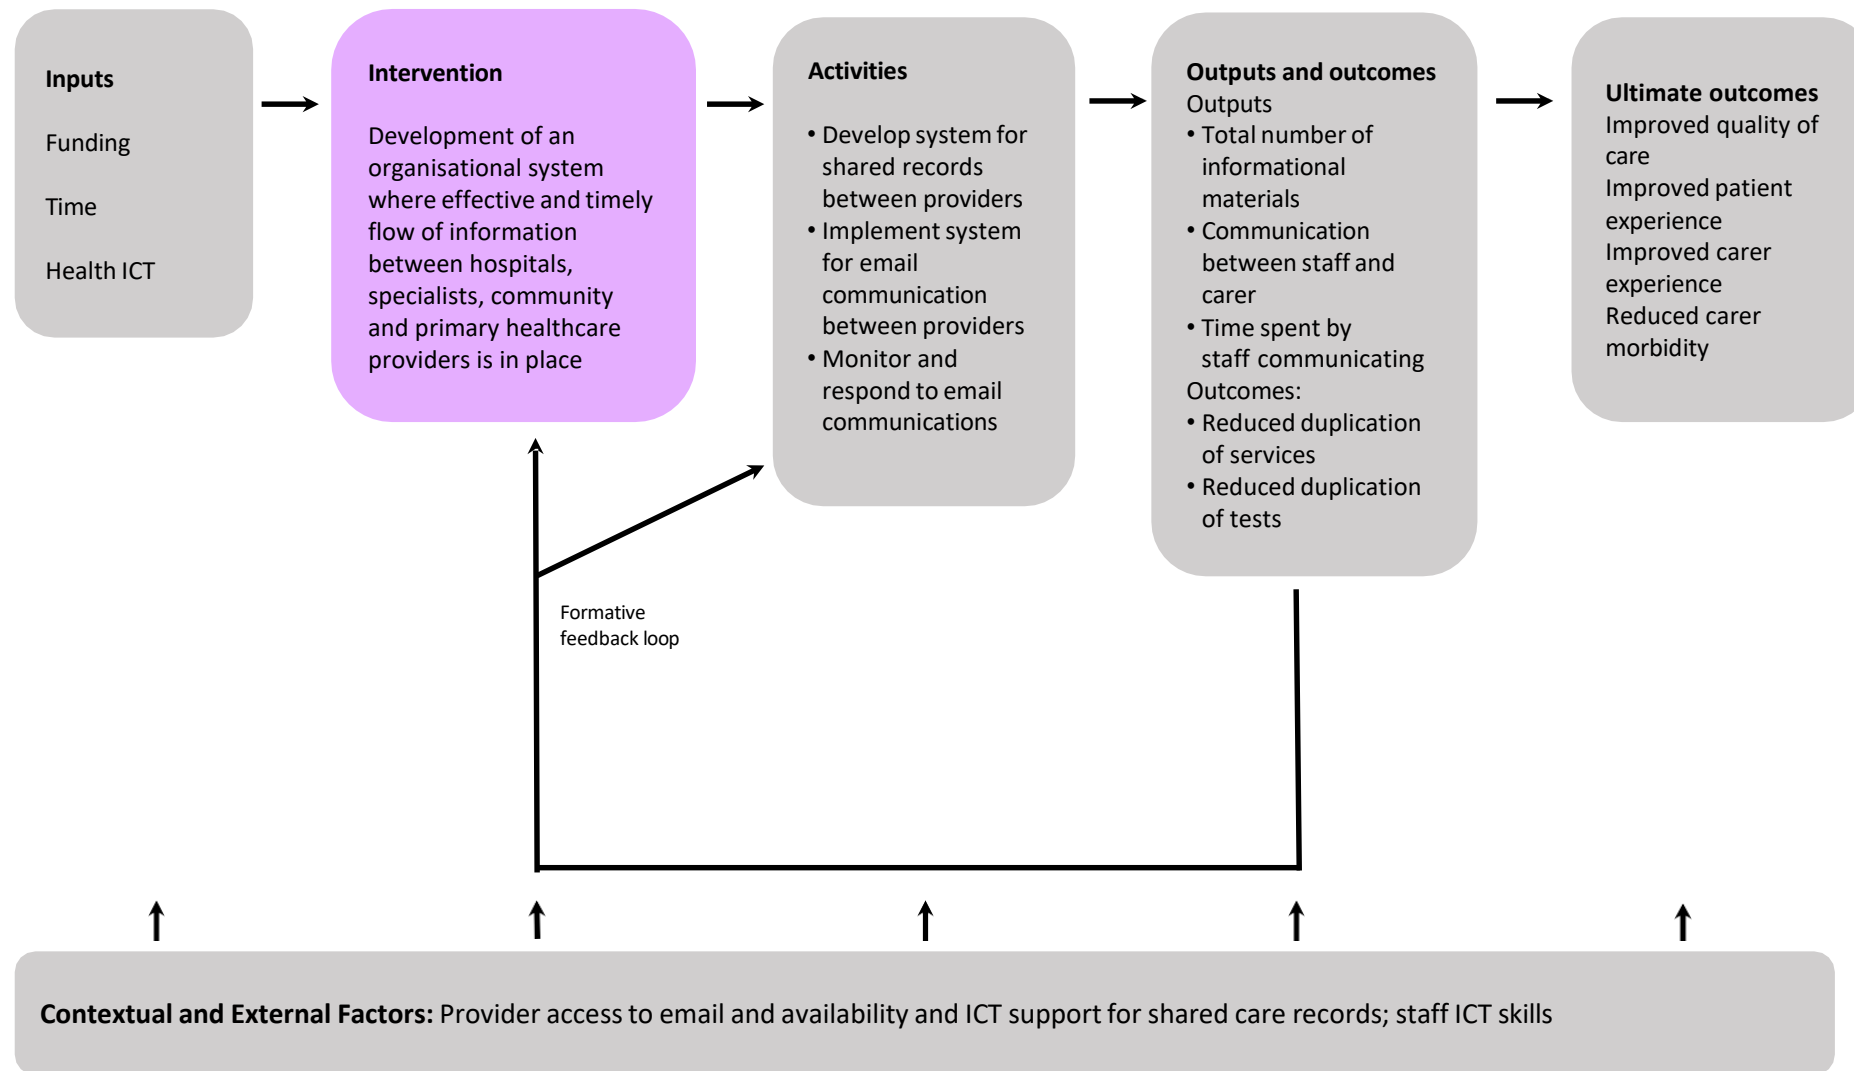 Inputs
Funding
Time
Health ICT
Intervention
Development of an
organisational system
where effective and timely
flow of information
between hospitals,
specialists, community
and primary healthcare
providers is in place
Activities
• Develop system for
shared records
between providers
• Implement system
for email
communication
between providers
• Monitor and
respond to email
communications
Outputs and outcomes
Outputs
• Total number of
informational
materials
• Communication
between staff and
carer
• Time spent by
staff communicating
Outcomes:
• Reduced duplication
of services
• Reduced duplication
of tests
Ultimate outcomes
Improved quality of
care
Improved patient
experience
Improved carer
experience
Reduced carer
morbidity
Formative
feedback loop
Contextual and External Factors: Provider access to email and availability and ICT support for shared care records; staff ICT skills